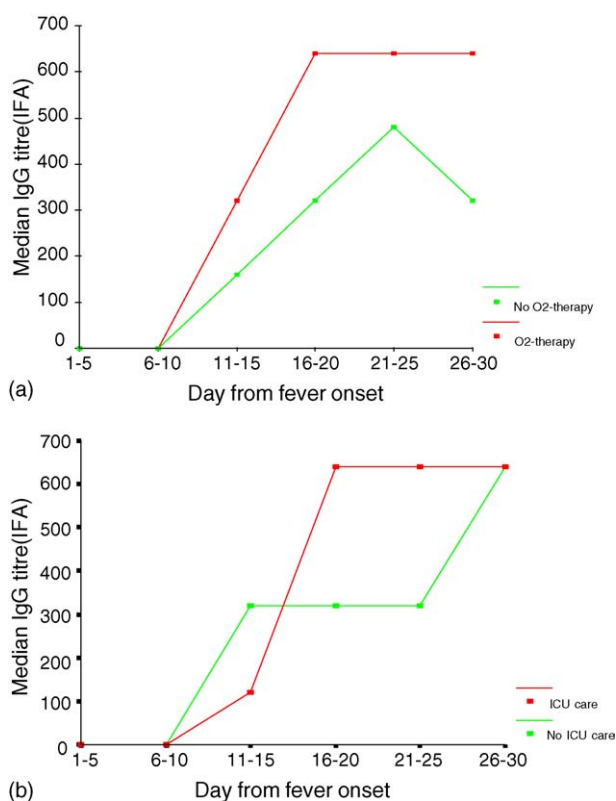 700
600
500
400
300
200
100
0
Median IgG titre(IFA)
1-5 6-10 11-15 16-20 21-25 26-30
Day from fever onset
No O2-therapy
O2-therapy
(a)
700
600
500
400
300
200
100
0
Median IgG titre(IFA)
1-5 6-10 11-15 16-20 21-25 26-30
Day from fever onset
ICU care
No ICU care
(b)